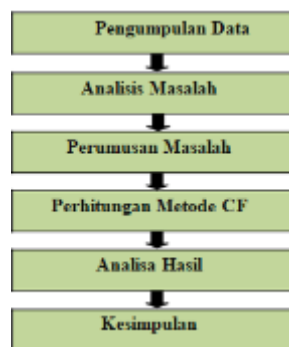 Pengumpulan Data
Analisis Masalah
Perumusan Masalah
Perhitungan Metode CF
Analisa Hasil
Kesimpulan